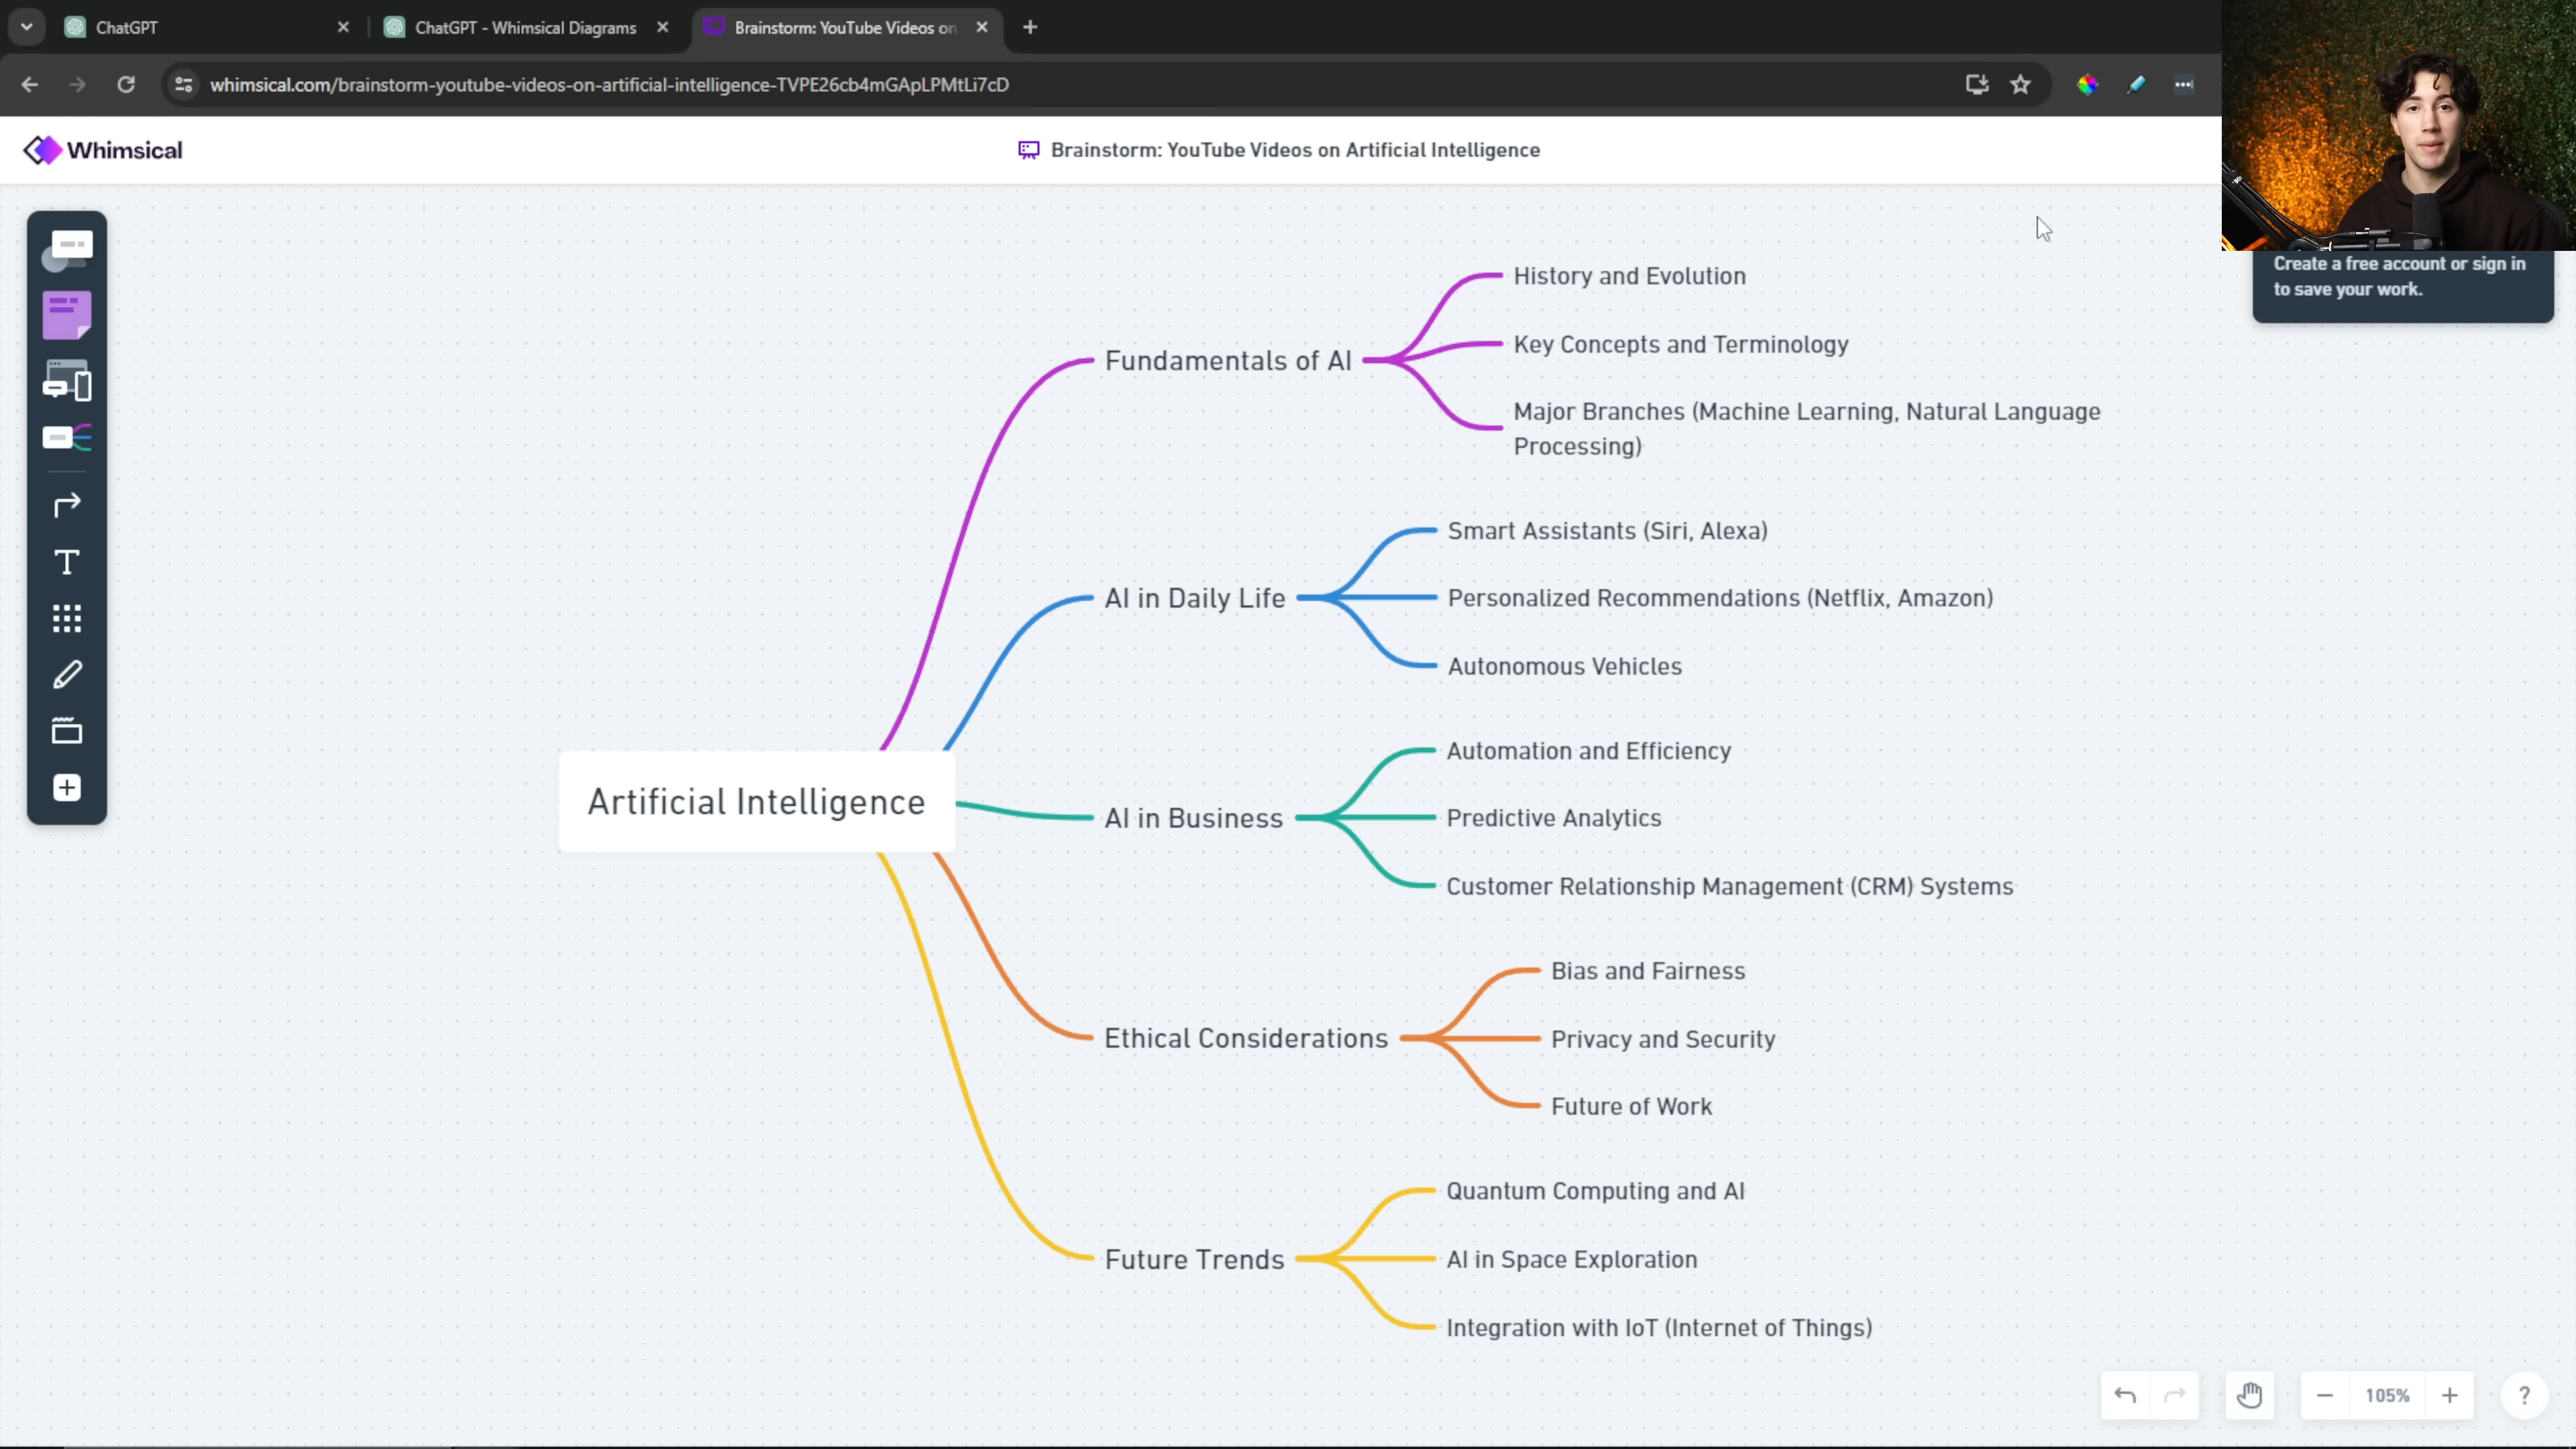 ChatGPT
ChatGPT - Whimsical Diagrams
Brainstorm: YouTube Videos on
whimsical.com/brainstorm-youtube-videos-on-artificial-intelligence-TVPE26cb4mGApLPMtLi7cD
Whimsical
Brainstorm: YouTube Videos on Artificial Intelligence
Create a free account or sign in
to save your work.
Artificial Intelligence
Fundamentals of AI
History and Evolution
Key Concepts and Terminology
Major Branches (Machine Learning, Natural Language
Processing)
AI in Daily Life
Smart Assistants (Siri, Alexa)
Personalized Recommendations (Netflix, Amazon)
Autonomous Vehicles
AI in Business
Automation and Efficiency
Predictive Analytics
Customer Relationship Management (CRM) Systems
Ethical Considerations
Bias and Fairness
Privacy and Security
Future of Work
Future Trends
Quantum Computing and AI
AI in Space Exploration
Integration with IoT (Internet of Things)
105%
?